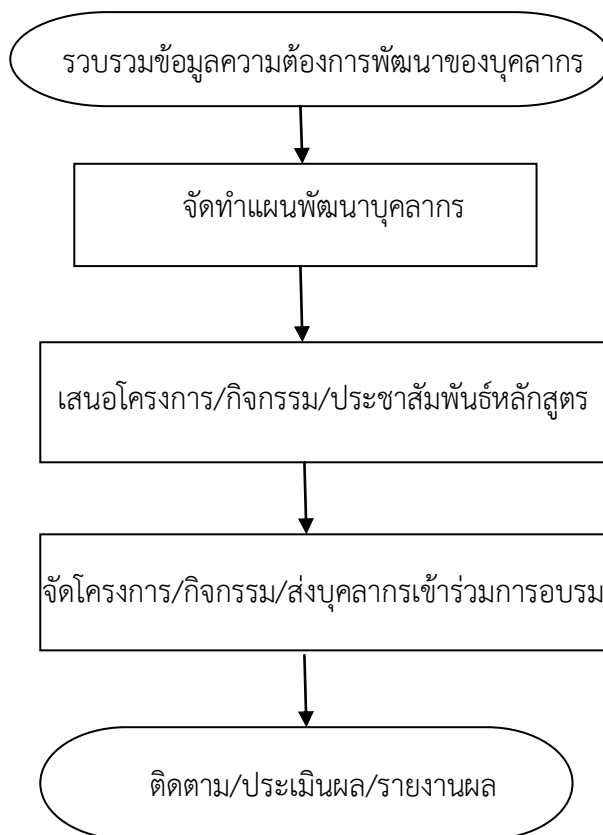 รวบรวมข้อมูลความต้องการพัฒนาของบุคลากร
จัดทำแผนพัฒนาบุคลากร
เสนอโครงการ/กิจกรรม/ประชาสัมพันธ์หลักสูตร
จัดโครงการ/กิจกรรม/ส่งบุคลากรเข้าร่วมการอบรม
ติดตาม/ประเมินผล/รายงานผล